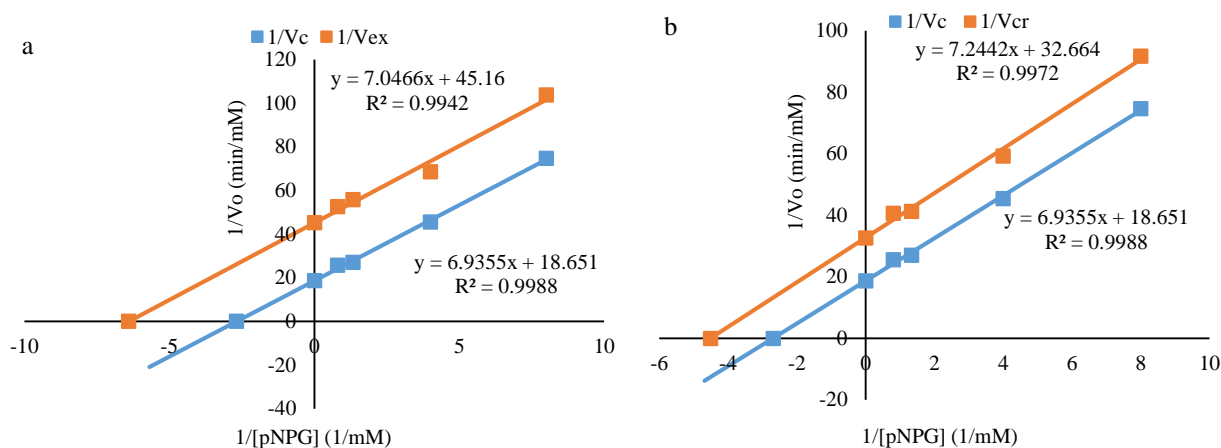 a
1/Vc 1/Vex
y = 7.0466x + 45.16
R² = 0.9942
y = 6.9355x + 18.651
R² = 0.9988
1/Vo (min/mM)
120
100
80
60
40
20
0
-20
-40
-10
-5
0
5
10
1/[pNPG] (1/mM)
b
1/Vc 1/Vcr
y = 7.2442x + 32.664
R² = 0.9972
y = 6.9355x + 18.651
R² = 0.9988
1/Vo (min/mM)
100
80
60
40
20
0
-20
-6
-4
-2
0
2
4
6
8
10
1/[pNPG] (1/mM)